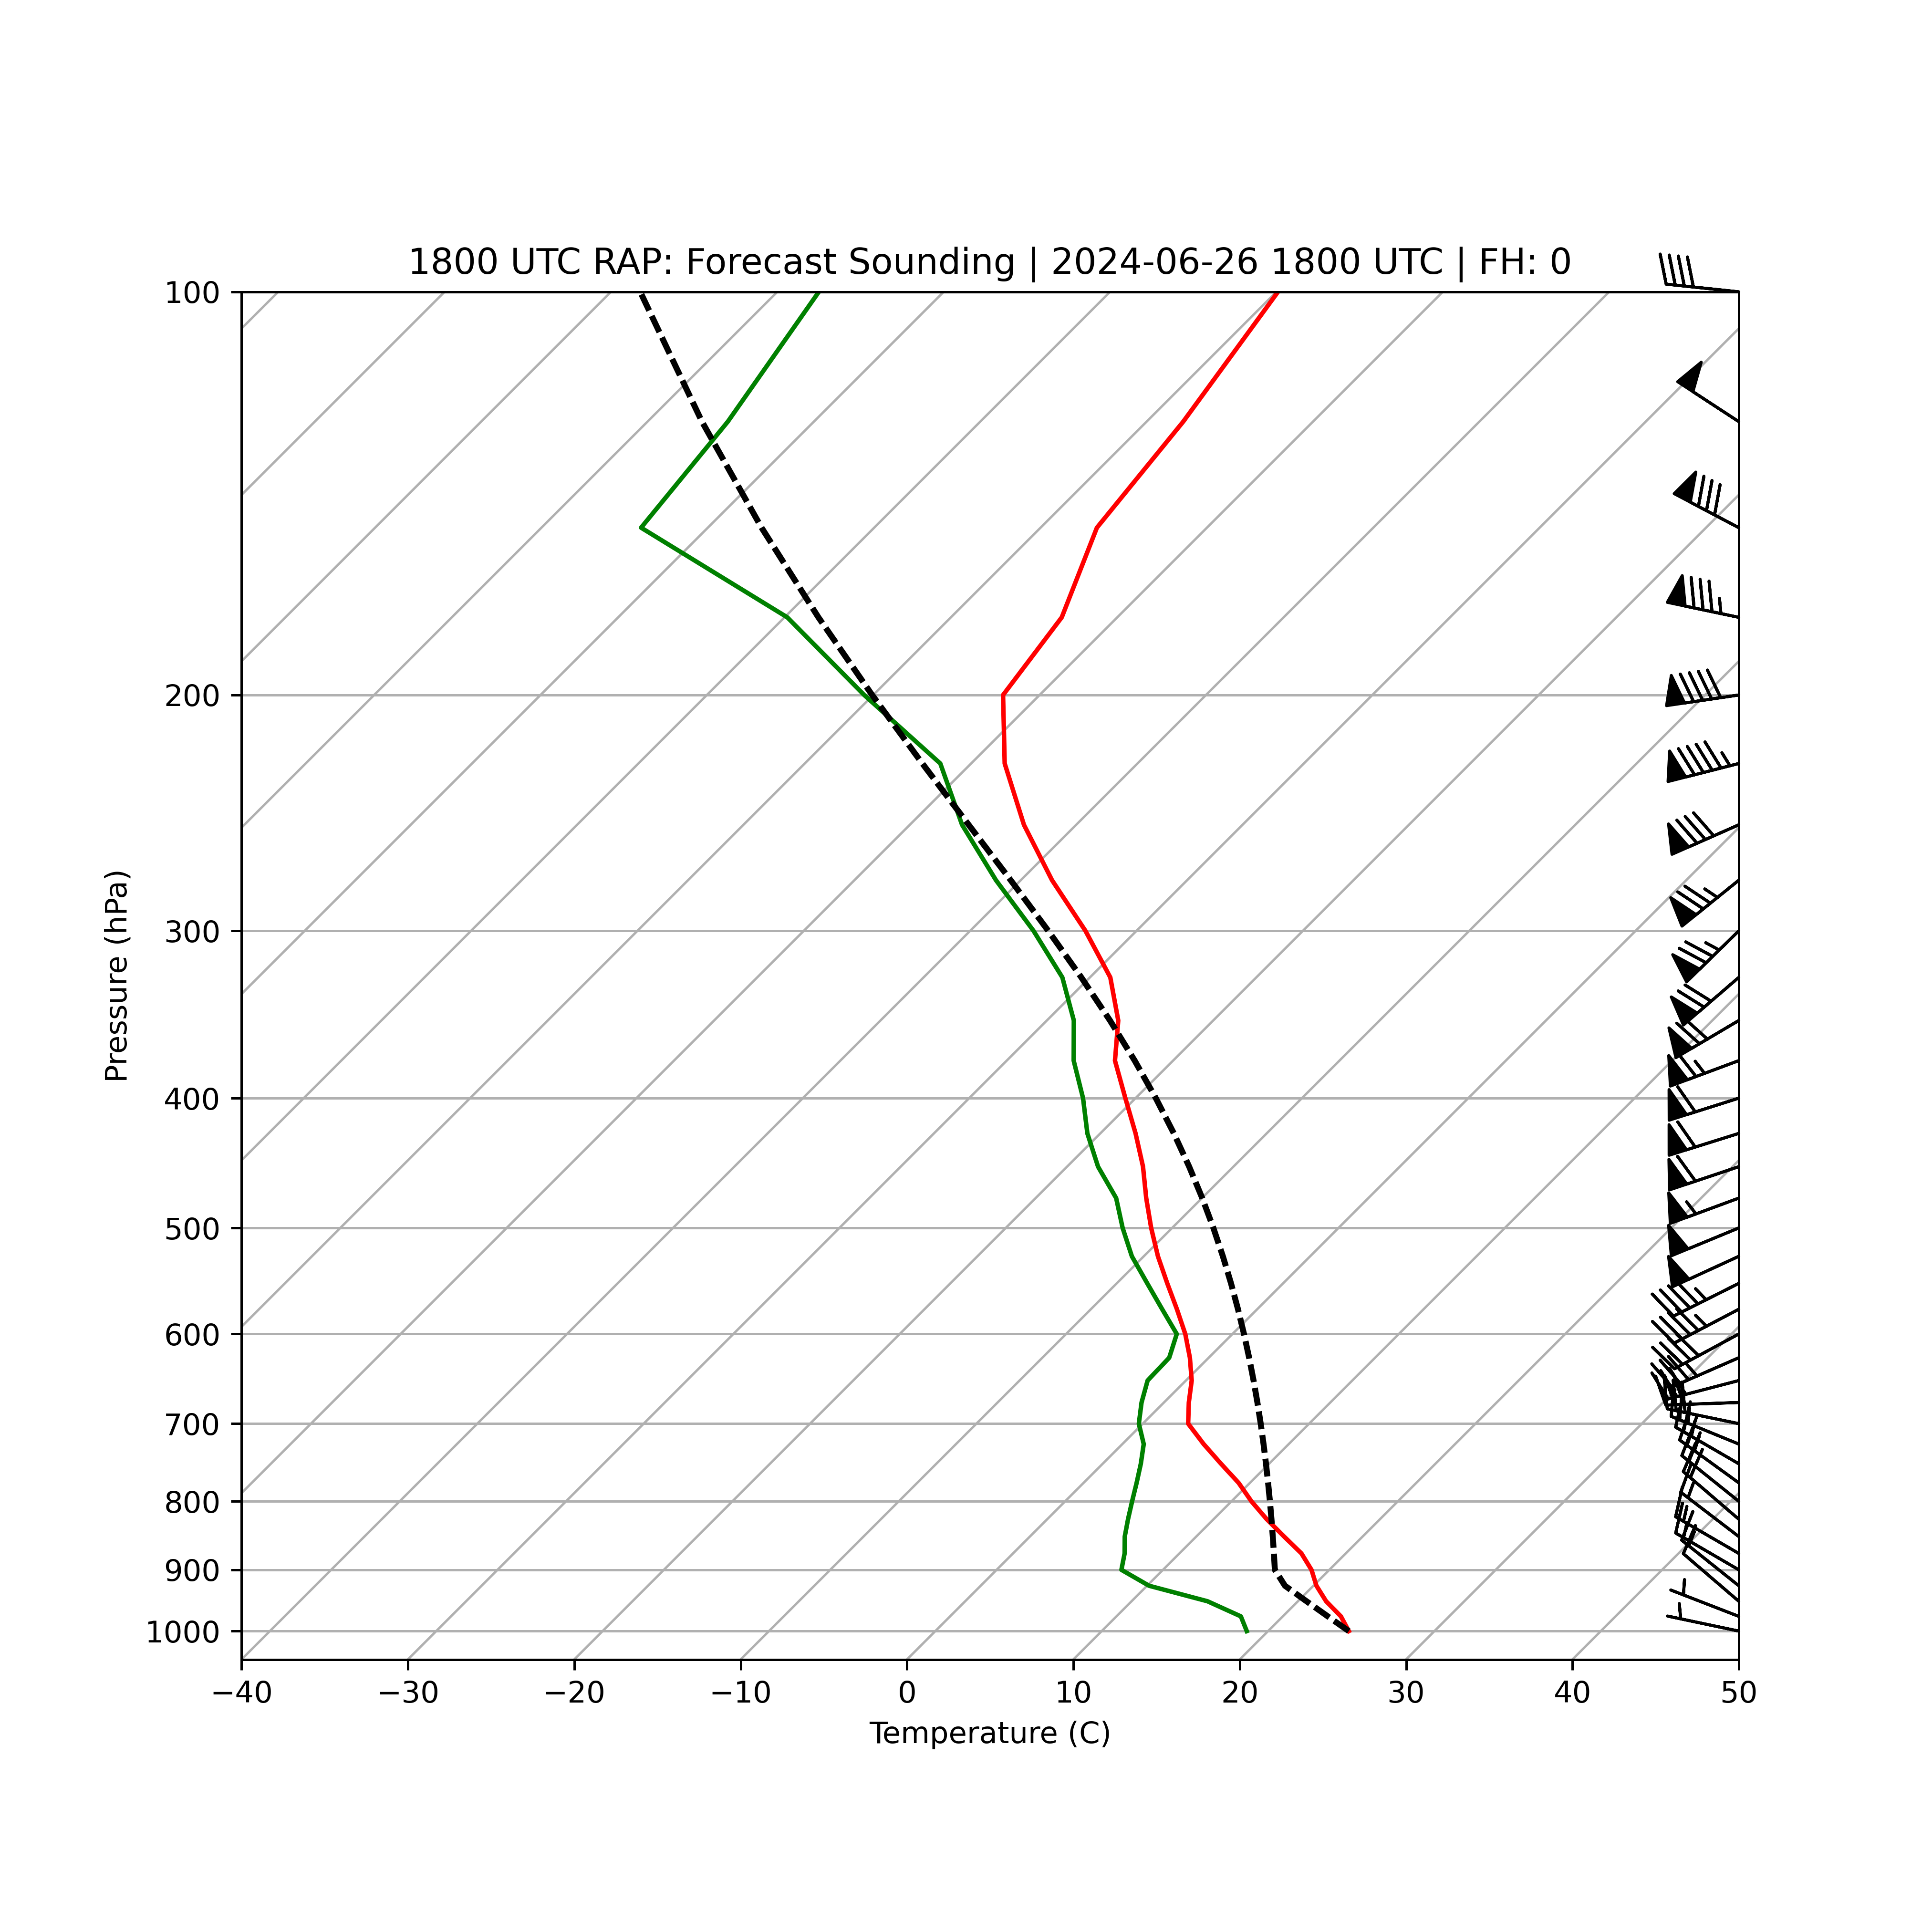 1800 UTC RAP: Forecast Sounding | 2024-06-26 1800 UTC | FH: 0
100
200
300
400
500
600
700
800
900
1000
Pressure (hPa)
−40 −30 −20 −10 0 10 20 30 40 50
Temperature (C)